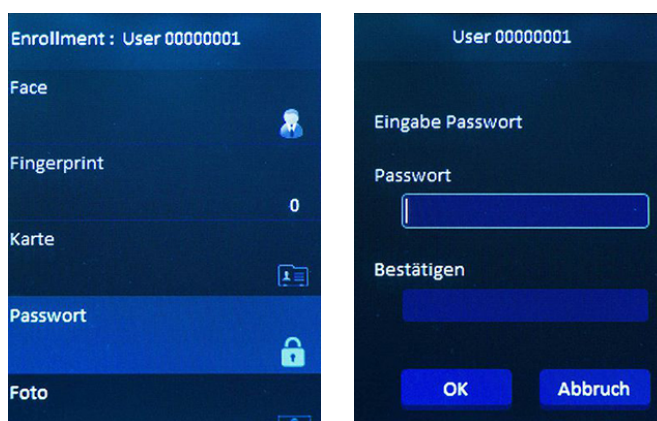 Enrollment : User 00000001
Face
Fingerprint
0
Karte
Passwort
Foto
User 00000001
Eingabe Passwort
Passwort
Bestätigen
OK
Abbruch